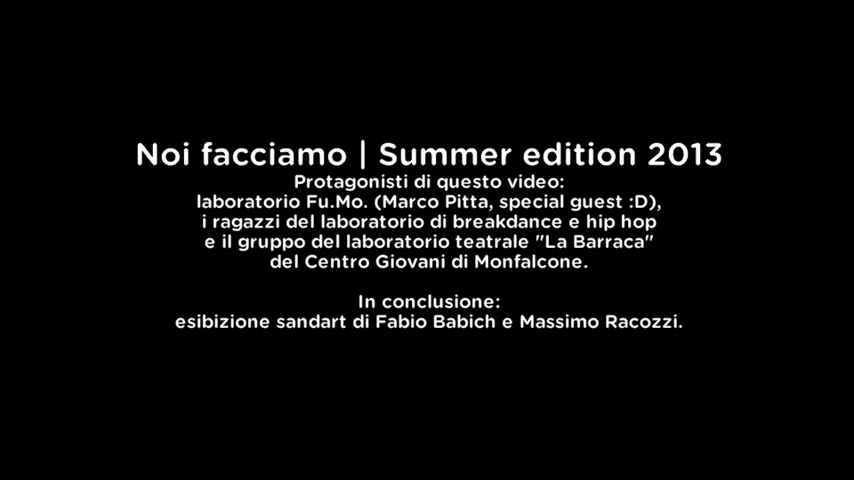 Noi facciamo | Summer edition 2013
Protagonisti di questo video:
laboratorio Fu.Mo. (Marco Pitta, special guest :D),
i ragazzi del laboratorio di breakdance e hip hop
e il gruppo del laboratorio teatrale "La Barraca"
del Centro Giovani di Monfalcone.
In conclusione:
esibizione sandart di Fabio Babich e Massimo Racozzi.